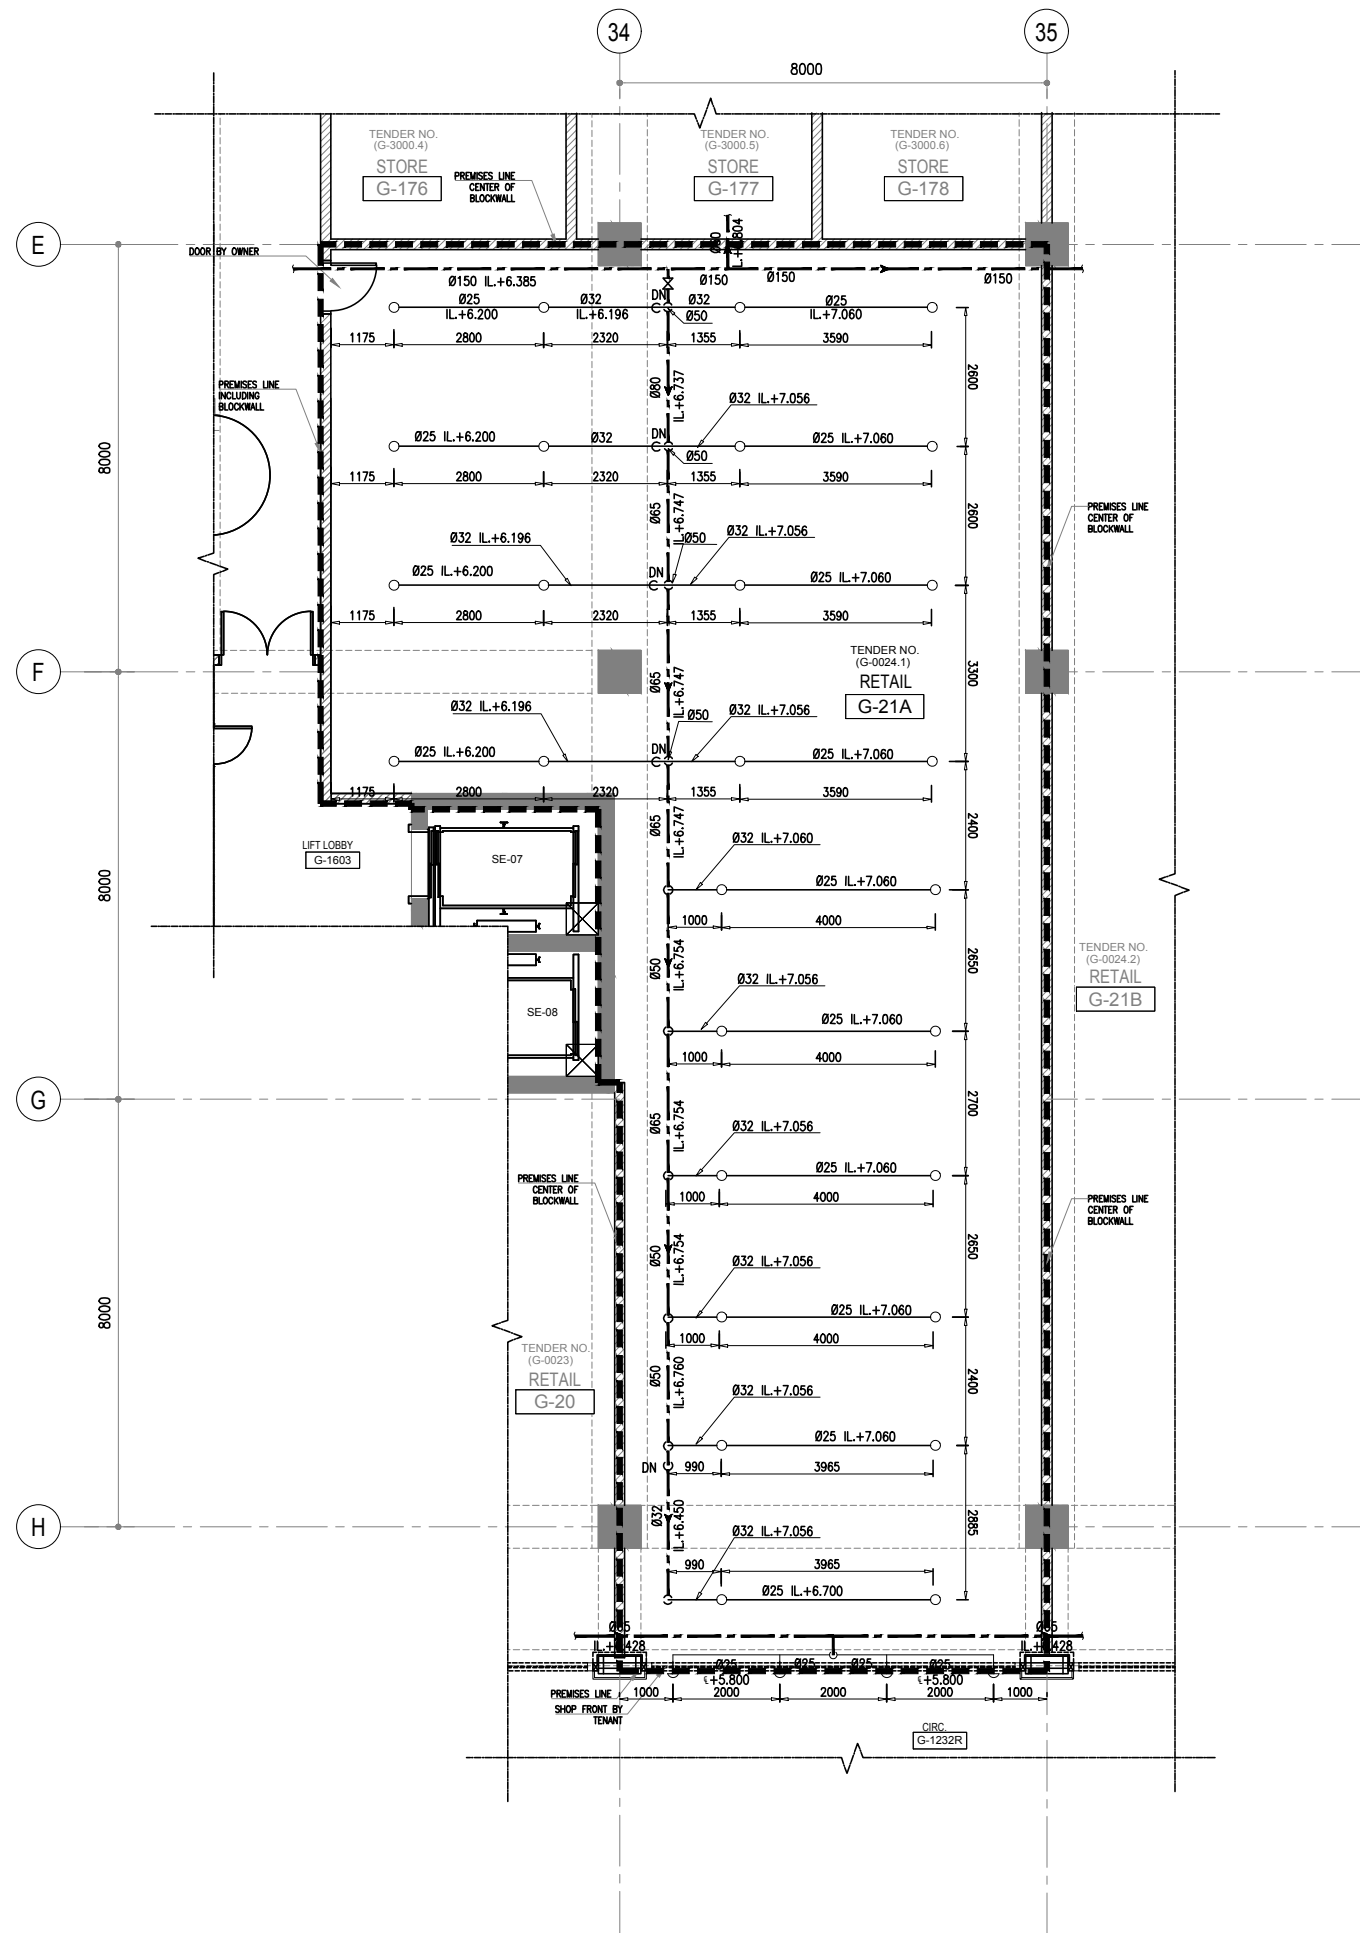 34
35
8000
TENDER NO.
(G-3000.4)
STORE
G-176
TENDER NO.
(G-3000.5)
STORE
G-177
TENDER NO.
(G-3000.6)
STORE
G-178
PREMISES LINE
CENTER OF
BLOCKWALL
E
DOOR BY OWNER
Ø80
Ø150 IL.+6.385
Ø150
Ø150
Ø150
Ø25
IL.+6.200
Ø32
IL.+6.196
DN
Ø32
Ø50
Ø25
IL.+7.060
1175
2800
2320
1355
3590
2600
PREMISES LINE
INCLUDING
BLOCKWALL
Ø80
IL.+6.737
Ø32 IL.+7.056
8000
Ø25 IL.+6.200
Ø32
DN
Ø50
Ø25 IL.+7.060
1175
2800
2320
1355
3590
2600
Ø65
IL.+6.747
PREMISES LINE
CENTER OF
BLOCKWALL
Ø32 IL.+6.196
Ø50
Ø32 IL.+7.056
Ø25 IL.+6.200
DN
Ø25 IL.+7.060
1175
2800
2320
1355
3590
3300
F
TENDER NO.
(G-0024.1)
RETAIL
G-21A
Ø65
IL.+6.747
Ø32 IL.+6.196
Ø50
Ø32 IL.+7.056
Ø25 IL.+6.200
DN
Ø25 IL.+7.060
1175
2800
2320
1355
3590
2400
Ø65
IL.+6.747
LIFT LOBBY
G-1603
SE-07
Ø32 IL.+7.060
8000
Ø25 IL.+7.060
1000
4000
2650
Ø50
IL.+6.754
TENDER NO.
(G-0024.2)
RETAIL
G-21B
Ø32 IL.+7.056
SE-08
Ø25 IL.+7.060
1000
4000
2700
G
Ø65
IL.+6.754
Ø32 IL.+7.056
Ø25 IL.+7.060
PREMISES LINE
CENTER OF
BLOCKWALL
1000
4000
PREMISES LINE
CENTER OF
BLOCKWALL
2650
Ø50
IL.+6.754
Ø32 IL.+7.056
8000
Ø25 IL.+7.060
1000
4000
TENDER NO.
(G-0023)
RETAIL
G-20
2400
Ø50
IL.+6.760
Ø32 IL.+7.056
Ø25 IL.+7.060
DN
990
3965
H
Ø32
IL.+6.450
2885
Ø32 IL.+7.056
990
3965
Ø25 IL.+6.700
Ø25
Ø25
Ø25
Ø25
℄+5.800
℄+5.800
PREMISES LINE
1000
2000
2000
2000
1000
SHOP FRONT BY
TENANT
CIRC.
G-1232R